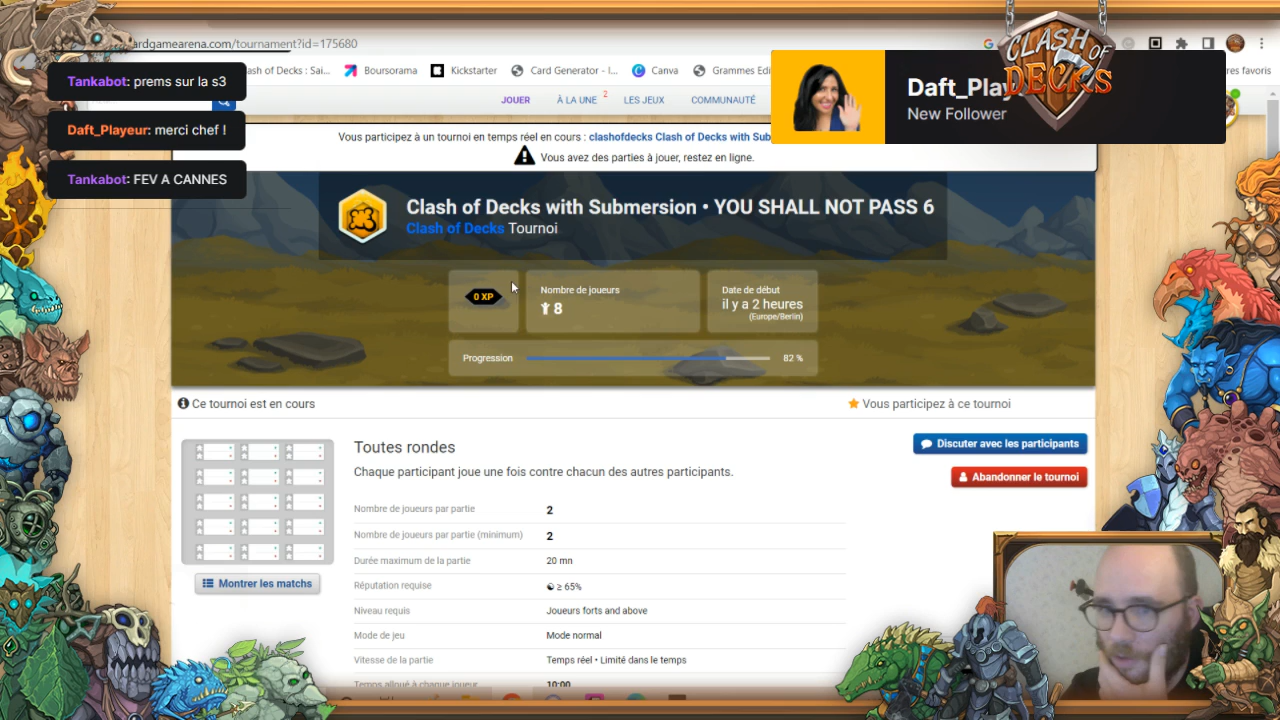 ardgamearena.com/tournament?id=175680
ash of Decks : Sai...
Boursorama
Kickstarter
Card Generator - I...
Canva
Grammes Edi
res favoris
CLASH OF
DECKS
Tankabot: prems sur la s3
Daft_Playeur: merci chef !
Tankabot: FEV A CANNES
Daft_Play
New Follower
JOUER
À LA UNE 2
LES JEUX
COMMUNAUTÉ
Vous participez à un tournoi en temps réel en cours : clashofdecks Clash of Decks with Sub
Vous avez des parties à jouer, restez en ligne.
Clash of Decks with Submersion • YOU SHALL NOT PASS 6
Clash of Decks Tournoi
0 XP
Nombre de joueurs
8
Date de début
il y a 2 heures
(Europe/Berlin)
Progression
82 %
Ce tournoi est en cours
Vous participez à ce tournoi
Toutes rondes
Chaque participant joue une fois contre chacun des autres participants.
Discuter avec les participants
Abandonner le tournoi
Montrer les matchs
Nombre de joueurs par partie 2
Nombre de joueurs par partie (minimum) 2
Durée maximum de la partie 20 mn
Réputation requise ≥ 65%
Niveau requis Joueurs forts and above
Mode de jeu Mode normal
Vitesse de la partie Temps réel • Limité dans le temps
Temps alloué à chaque joueur 10:00